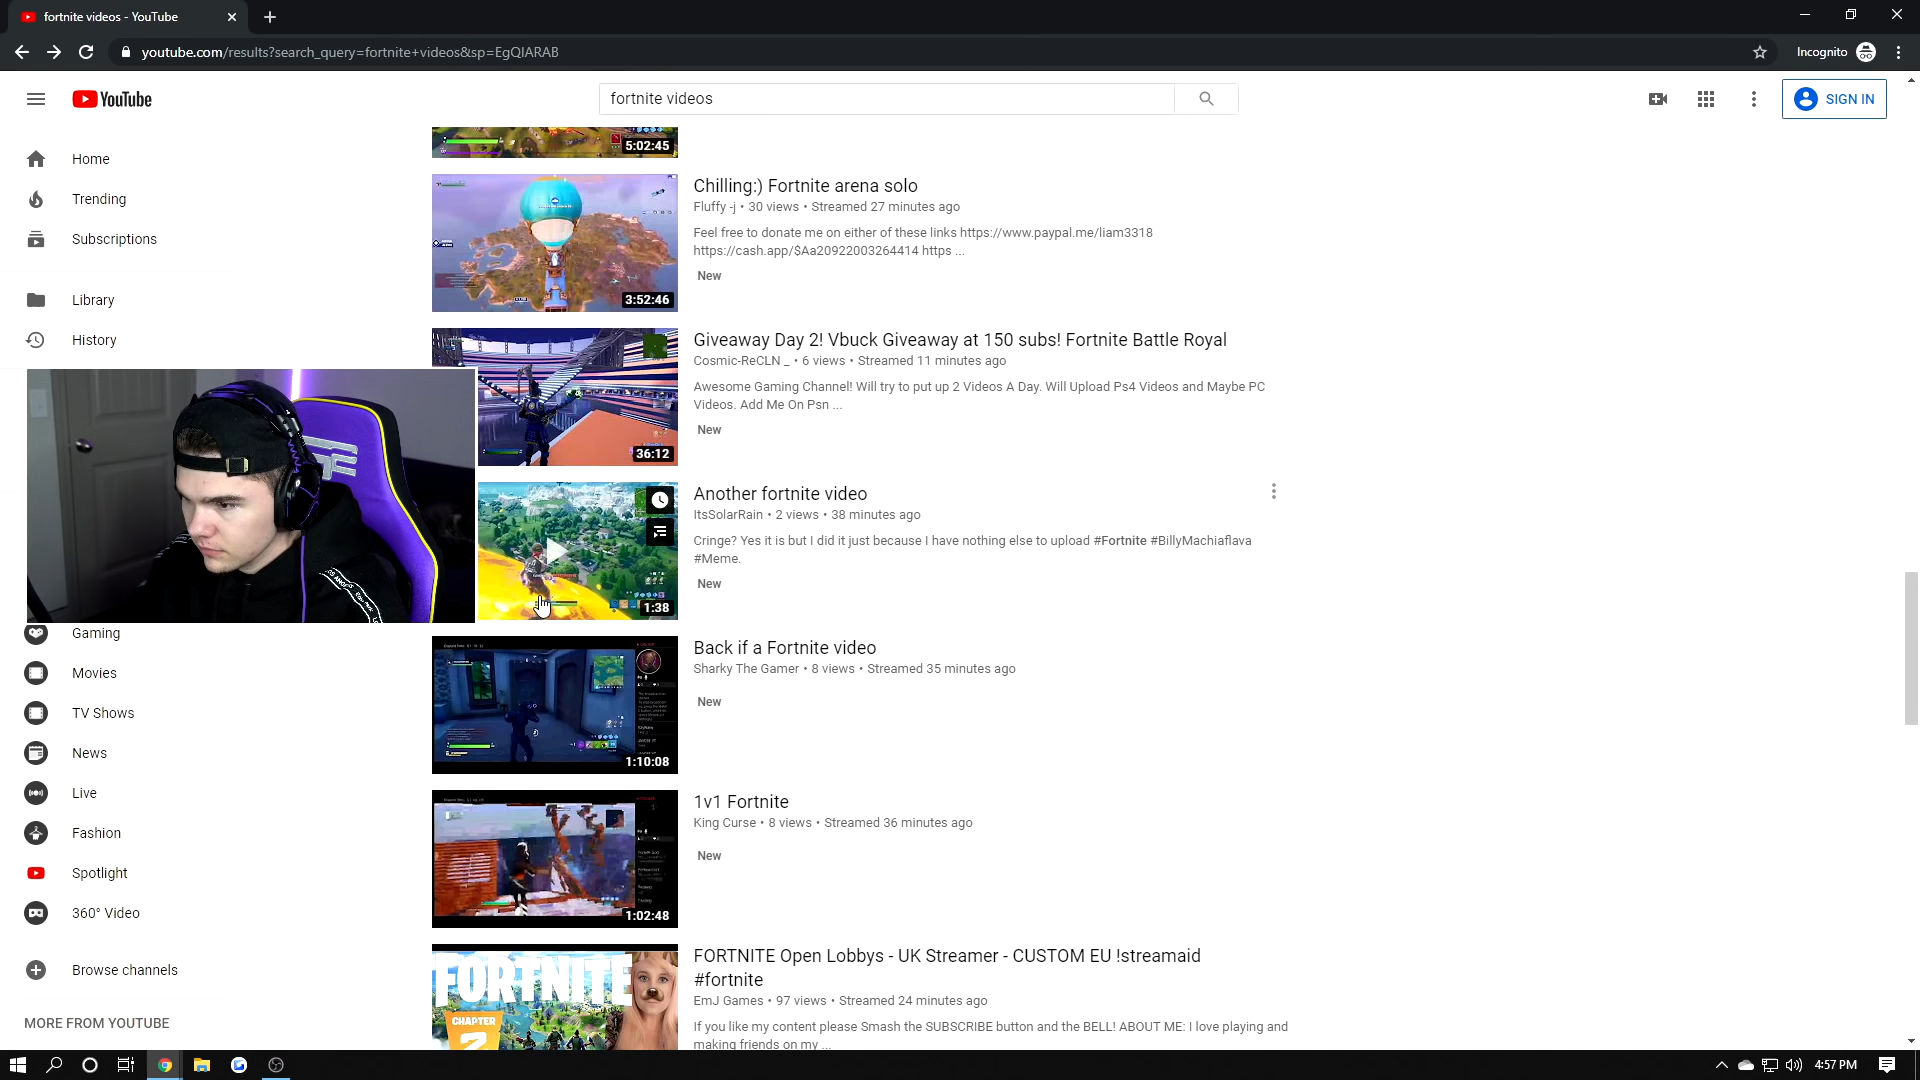 fortnite videos - YouTube
youtube.com/results?search_query=fortnite+videos&sp=EgQIARAB
Incognito
YouTube
fortnite videos
SIGN IN
Home
Trending
Subscriptions
Library
History
Gaming
Movies
TV Shows
News
Live
Fashion
Spotlight
360° Video
Browse channels
MORE FROM YOUTUBE
5:02:45
3:52:46
Chilling:) Fortnite arena solo
Fluffy -j • 30 views • Streamed 27 minutes ago
Feel free to donate me on either of these links https://www.paypal.me/liam3318
https://cash.app/$Aa20922003264414 https ...
New
36:12
Giveaway Day 2! Vbuck Giveaway at 150 subs! Fortnite Battle Royal
Cosmic-ReCLN _ • 6 views • Streamed 11 minutes ago
Awesome Gaming Channel! Will try to put up 2 Videos A Day. Will Upload Ps4 Videos and Maybe PC
Videos. Add Me On Psn ...
New
1:38
Another fortnite video
ItsSolarRain • 2 views • 38 minutes ago
Cringe? Yes it is but I did it just because I have nothing else to upload #Fortnite #BillyMachiaflava
#Meme.
New
1:10:08
Back if a Fortnite video
Sharky The Gamer • 8 views • Streamed 35 minutes ago
New
1:02:48
1v1 Fortnite
King Curse • 8 views • Streamed 36 minutes ago
New
FORTNITE
CHAPTER
2
FORTNITE Open Lobbys - UK Streamer - CUSTOM EU !streamaid
#fortnite
EmJ Games • 97 views • Streamed 24 minutes ago
If you like my content please Smash the SUBSCRIBE button and the BELL! ABOUT ME: I love playing and
making friends on my ...
4:57 PM